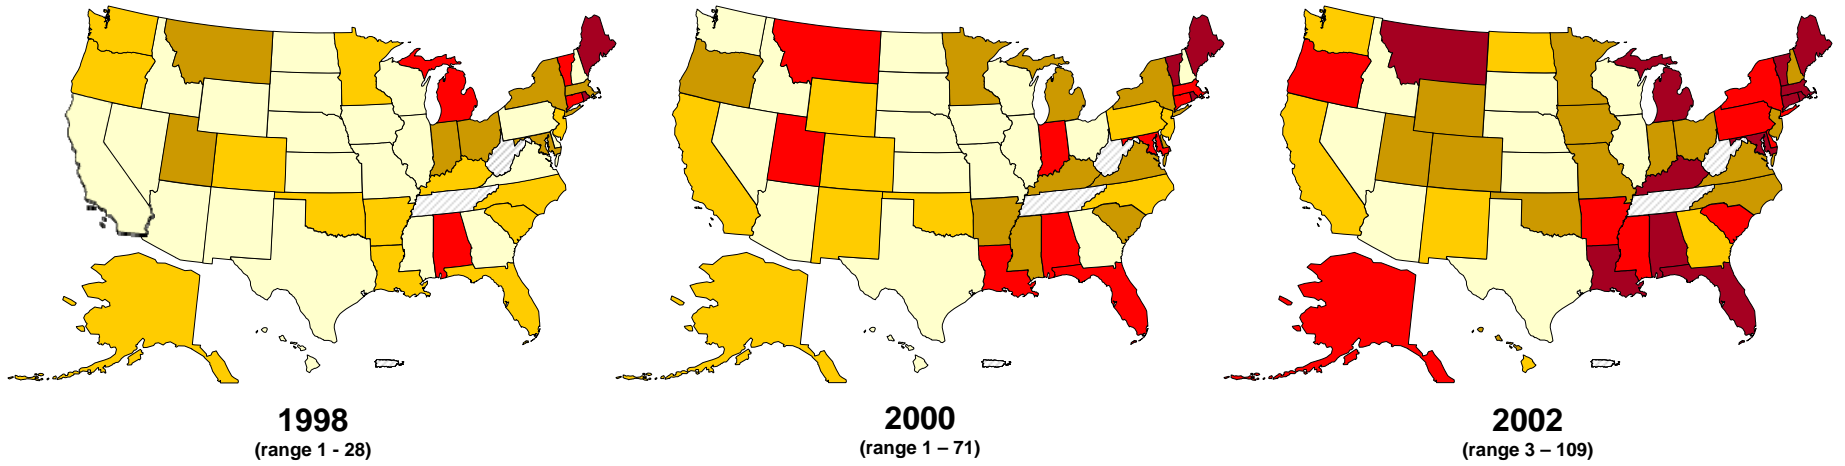 1998
(range 1 - 28)
2000
(range 1 – 71)
2002
(range 3 – 109)